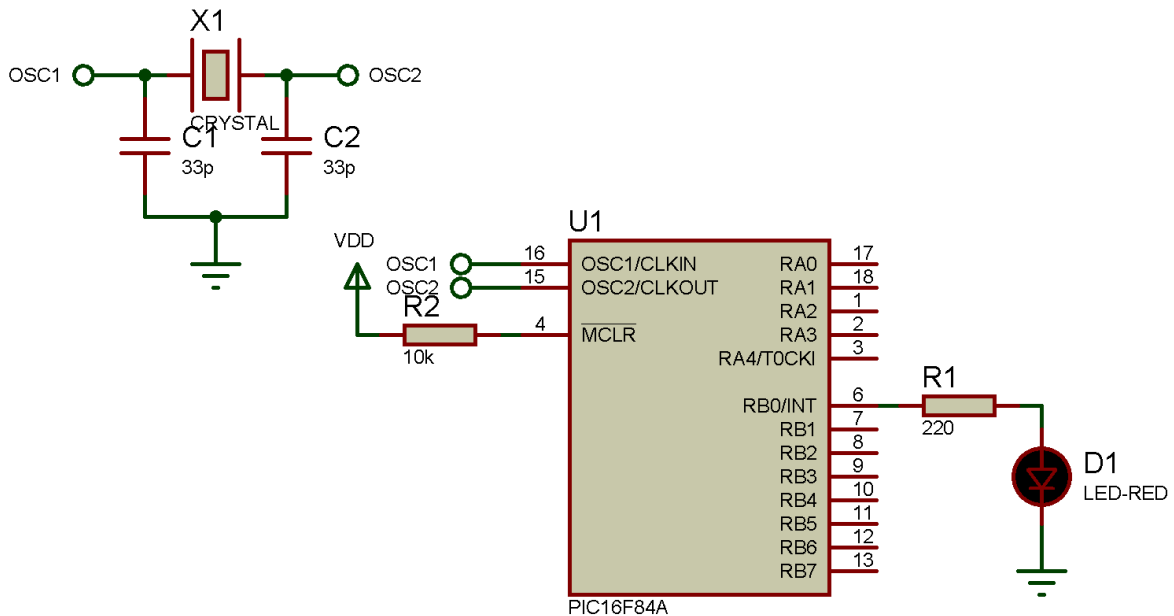 X1
OSC1
OSC2
CRYSTAL
C1
33p
C2
33p
U1
VDD
OSC1
16
OSC1/CLKIN
RA0
17
OSC2
15
OSC2/CLKOUT
RA1
18
R2
RA2
1
10k
4
MCLR
RA3
2
RA4/T0CKI
3
R1
RB0/INT
6
220
RB1
7
RB2
8
D1
RB3
9
LED-RED
RB4
10
RB5
11
RB6
12
RB7
13
PIC16F84A